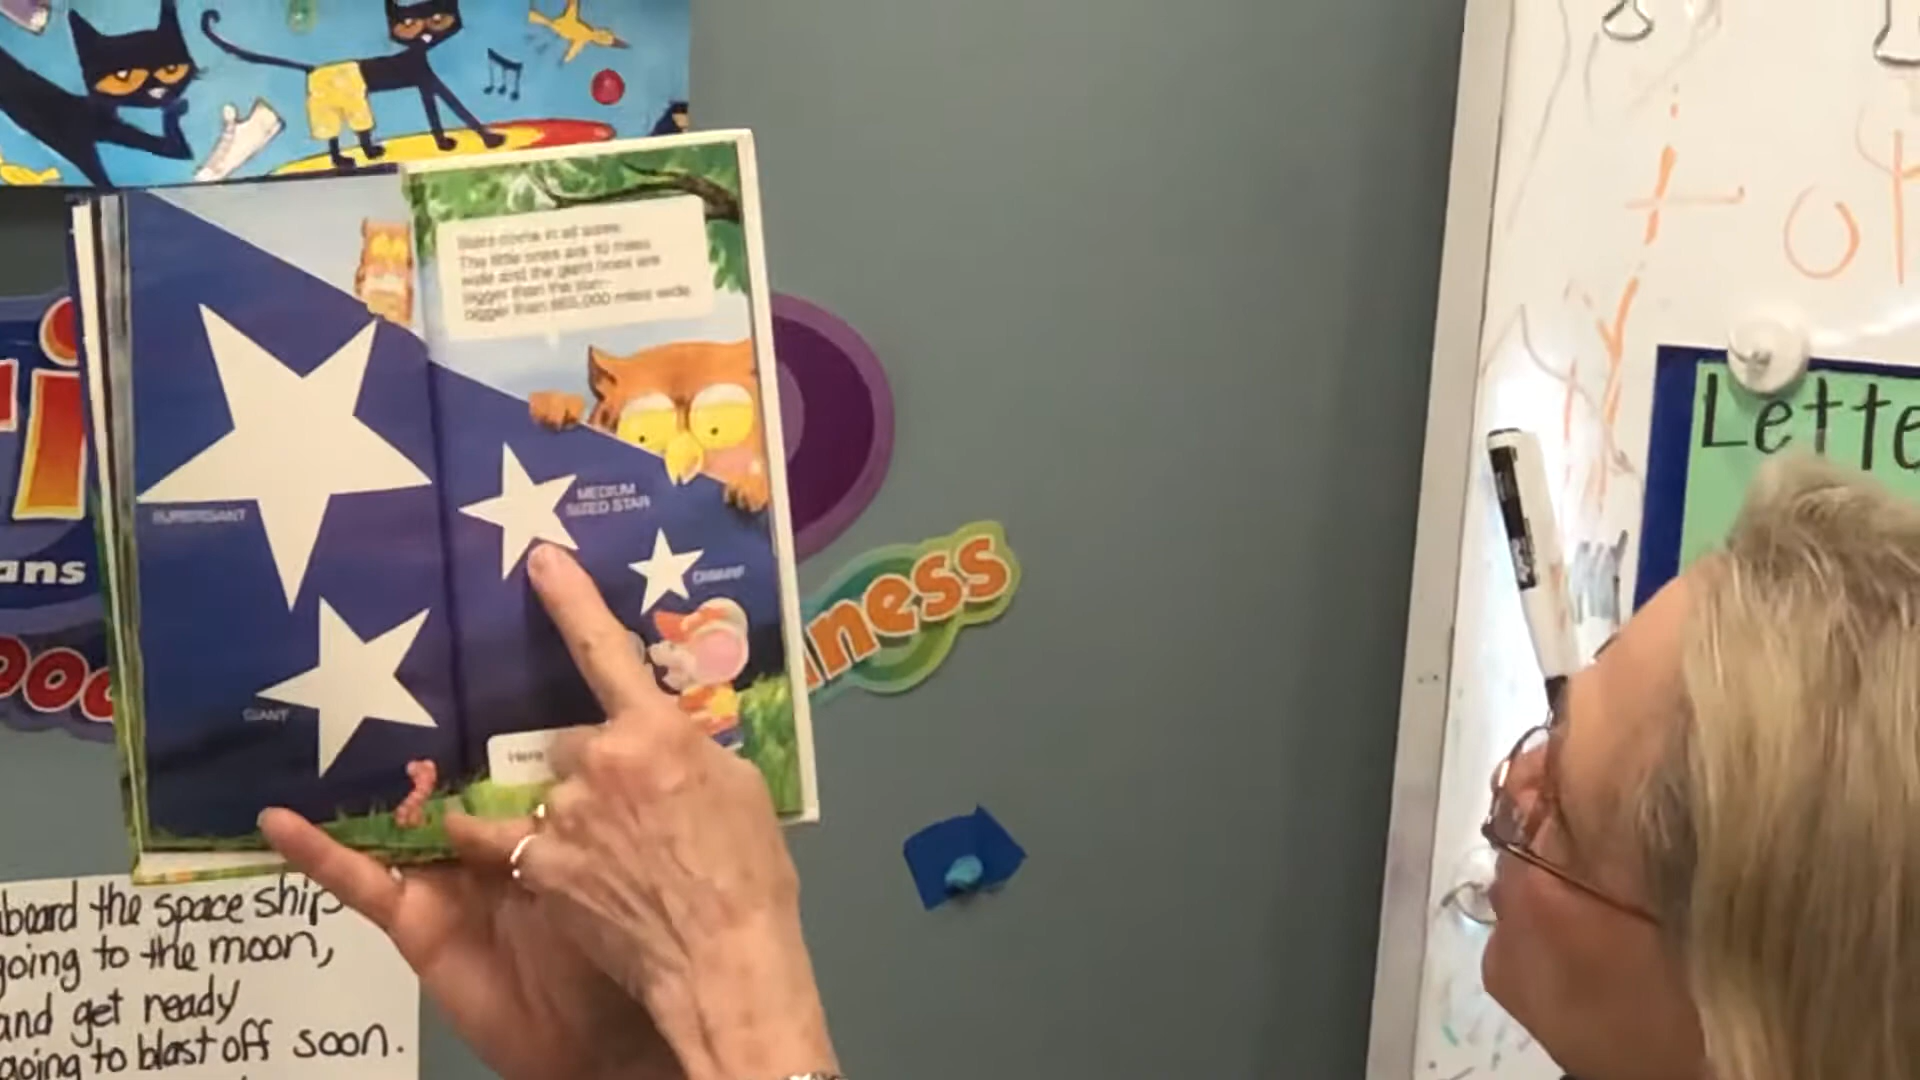 Stars come in all sizes.
The little ones are 10 miles
wide and the giant ones are
bigger than the sun--
bigger than 865,000 miles wide.
SUPERGIANT
MEDIUM
SIZED STAR
DWARF
GIANT
Here
ans
ness
Lette
aboard the space ship
going to the moon,
and get ready
going to blast off soon.